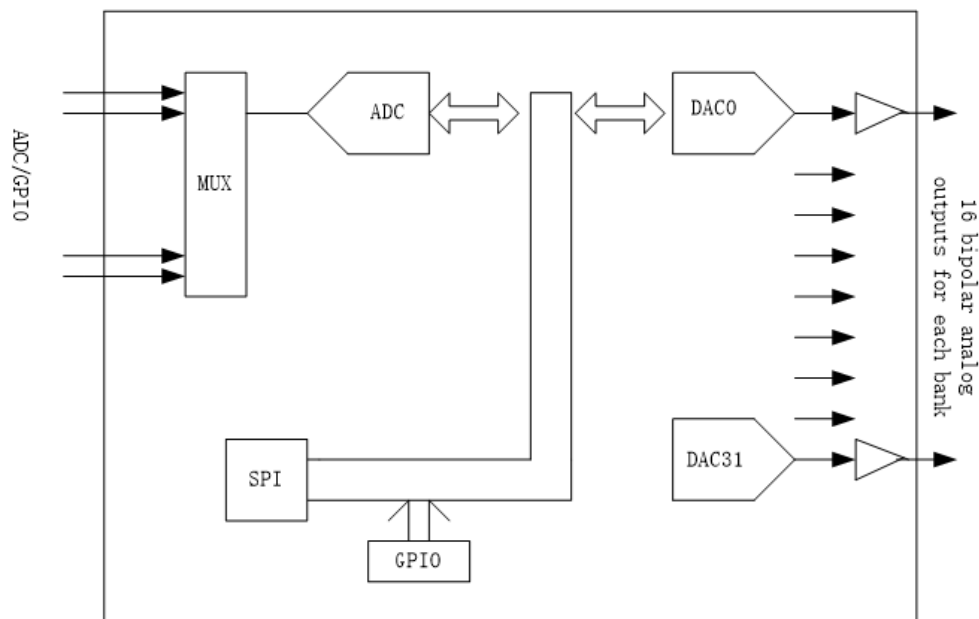 ADC/GPIO
MUX
ADC
DAC0
SPI
GPIO
DAC31
16 bipolar analog
outputs for each bank